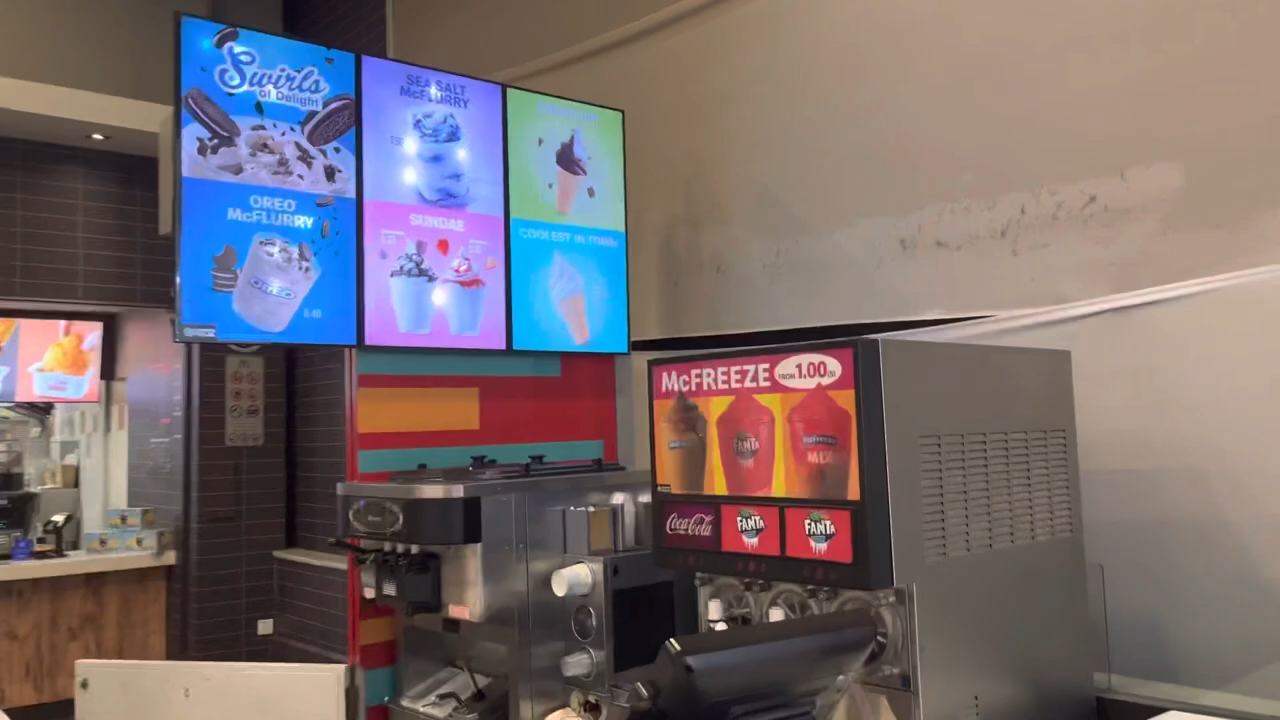 Swirls
of Delight
OREO
McFLURRY
OREO
SEA SALT
McFLURRY
SUNDAE
COOLEST IN TOWN
McFREEZE
FROM 1.00(S)
FANTA
MIX
Coca-Cola
FANTA
FANTA